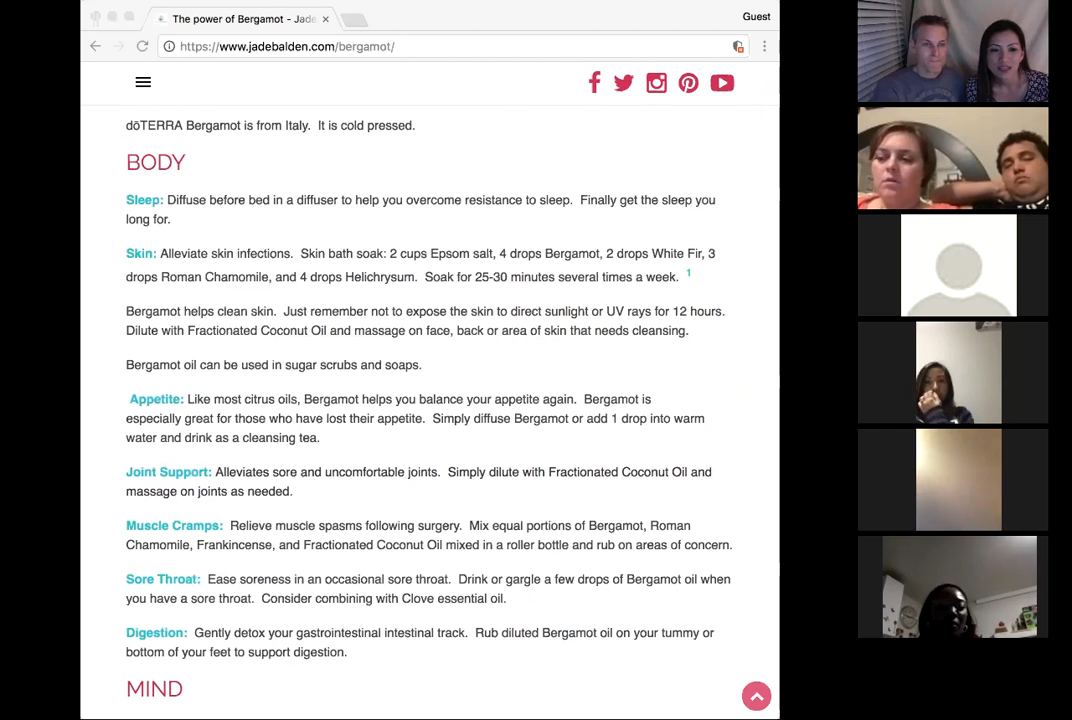 The power of Bergamot - Jade
Guest
https://www.jadebalden.com/bergamot/
dōTERRA Bergamot is from Italy.  It is cold pressed.
BODY
Sleep: Diffuse before bed in a diffuser to help you overcome resistance to sleep.  Finally get the sleep you
long for.
Skin: Alleviate skin infections.  Skin bath soak: 2 cups Epsom salt, 4 drops Bergamot, 2 drops White Fir, 3
drops Roman Chamomile, and 4 drops Helichrysum.  Soak for 25-30 minutes several times a week.  1
Bergamot helps clean skin.  Just remember not to expose the skin to direct sunlight or UV rays for 12 hours.
Dilute with Fractionated Coconut Oil and massage on face, back or area of skin that needs cleansing.
Bergamot oil can be used in sugar scrubs and soaps.
Appetite: Like most citrus oils, Bergamot helps you balance your appetite again.  Bergamot is
especially great for those who have lost their appetite.  Simply diffuse Bergamot or add 1 drop into warm
water and drink as a cleansing tea.
Joint Support: Alleviates sore and uncomfortable joints.  Simply dilute with Fractionated Coconut Oil and
massage on joints as needed.
Muscle Cramps:  Relieve muscle spasms following surgery.  Mix equal portions of Bergamot, Roman
Chamomile, Frankincense, and Fractionated Coconut Oil mixed in a roller bottle and rub on areas of concern.
Sore Throat:  Ease soreness in an occasional sore throat.  Drink or gargle a few drops of Bergamot oil when
you have a sore throat.  Consider combining with Clove essential oil.
Digestion:  Gently detox your gastrointestinal intestinal track.  Rub diluted Bergamot oil on your tummy or
bottom of your feet to support digestion.
MIND